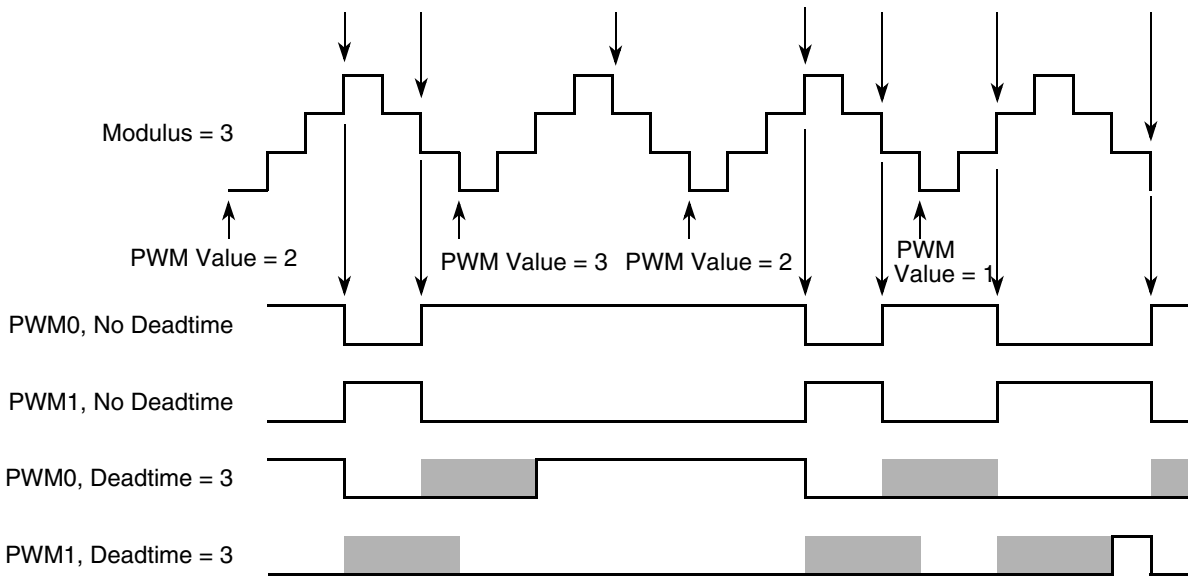 Modulus = 3
PWM Value = 2
PWM Value = 3
PWM Value = 2
PWM
Value = 1
PWM0, No Deadtime
PWM1, No Deadtime
PWM0, Deadtime = 3
PWM1, Deadtime = 3